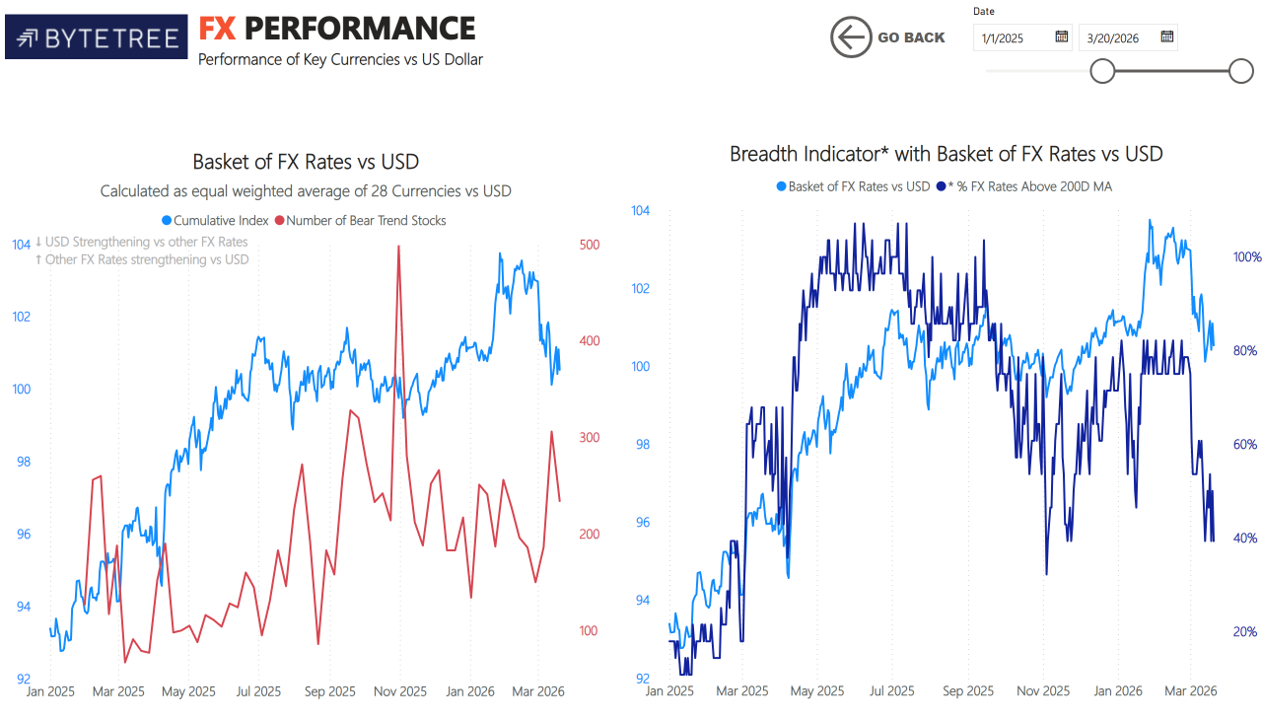 BYTETREE
FX PERFORMANCE
Performance of Key Currencies vs US Dollar
GO BACK
Date
1/1/2025
3/20/2026
Basket of FX Rates vs USD
Calculated as equal weighted average of 28 Currencies vs USD
Cumulative Index
Number of Bear Trend Stocks
↓ USD Strengthening vs other FX Rates
↑ Other FX Rates strengthening vs USD
104
102
100
98
96
94
92
500
400
300
200
100
Jan 2025
Mar 2025
May 2025
Jul 2025
Sep 2025
Nov 2025
Jan 2026
Mar 2026
Breadth Indicator* with Basket of FX Rates vs USD
Basket of FX Rates vs USD
* % FX Rates Above 200D MA
104
102
100
98
96
94
92
100%
80%
60%
40%
20%
Jan 2025
Mar 2025
May 2025
Jul 2025
Sep 2025
Nov 2025
Jan 2026
Mar 2026